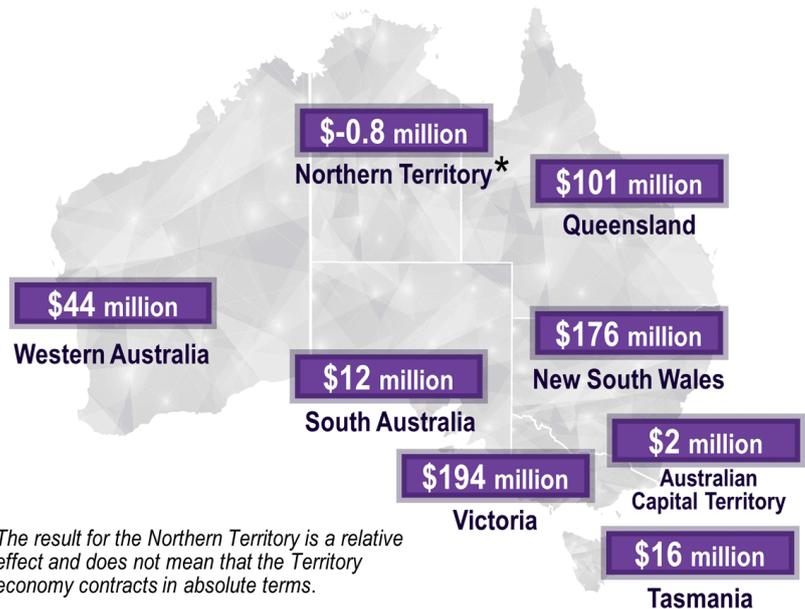 $-0.8 million
Northern Territory*
$101 million
Queensland
$44 million
Western Australia
$176 million
New South Wales
$12 million
South Australia
$2 million
Australian
Capital Territory
$194 million
Victoria
$16 million
Tasmania
The result for the Northern Territory is a relative
effect and does not mean that the Territory
economy contracts in absolute terms.